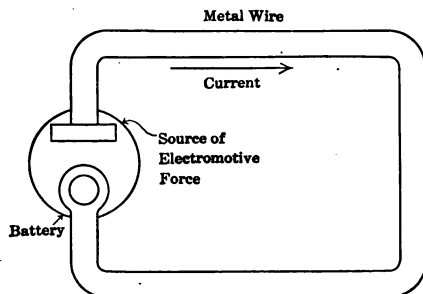 Metal Wire
Current
Source of
Electromotive
Force
Battery